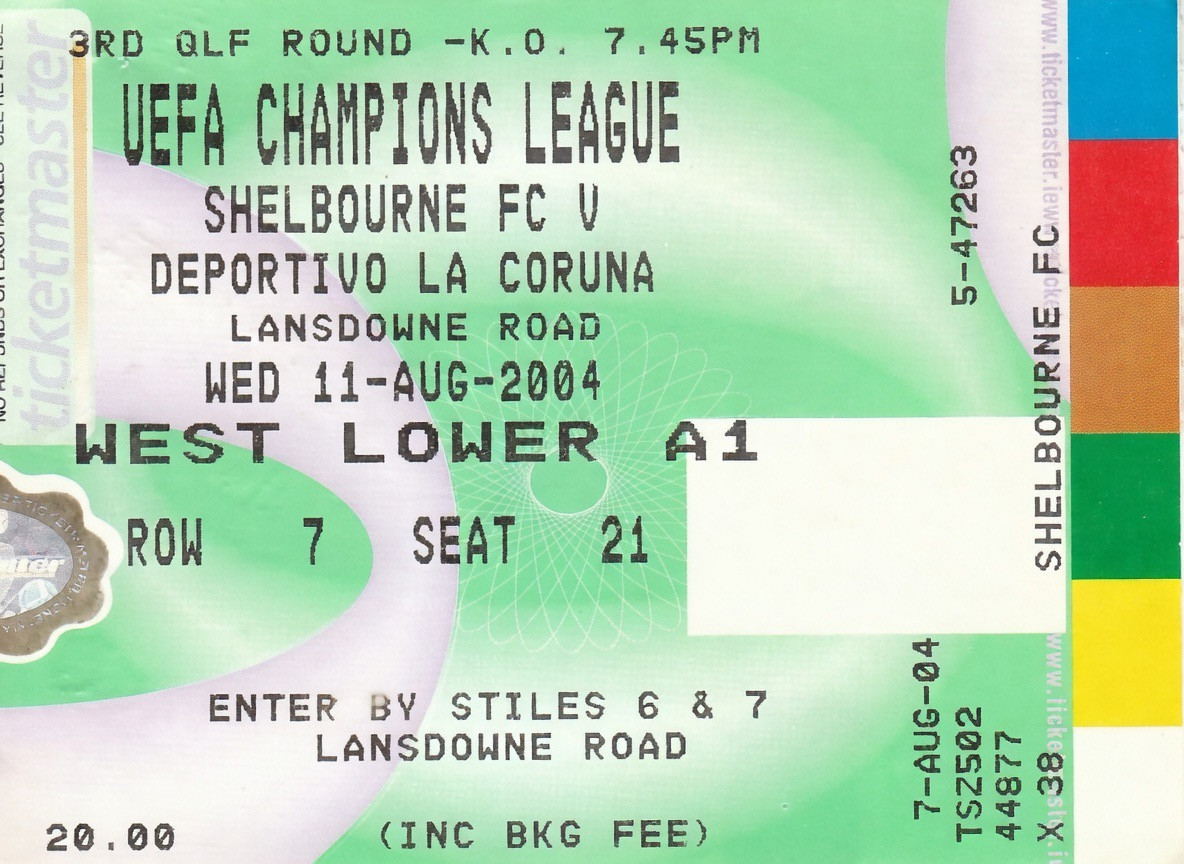 3RD QLF ROUND -K.O. 7.45PM
UEFA CHAMPIONS LEAGUE
SHELBOURNE FC V
DEPORTIVO LA CORUNA
LANSDOWNE ROAD
WED 11-AUG-2004
WEST LOWER A1
ROW 7 SEAT 21
ENTER BY STILES 6 & 7
LANSDOWNE ROAD
20.00 (INC BKG FEE)
ticketmaster
5-47263
SHELBOURNE FC
7-AUG-04
TSZ502
44877
X 38
www.ticketmaster.ie